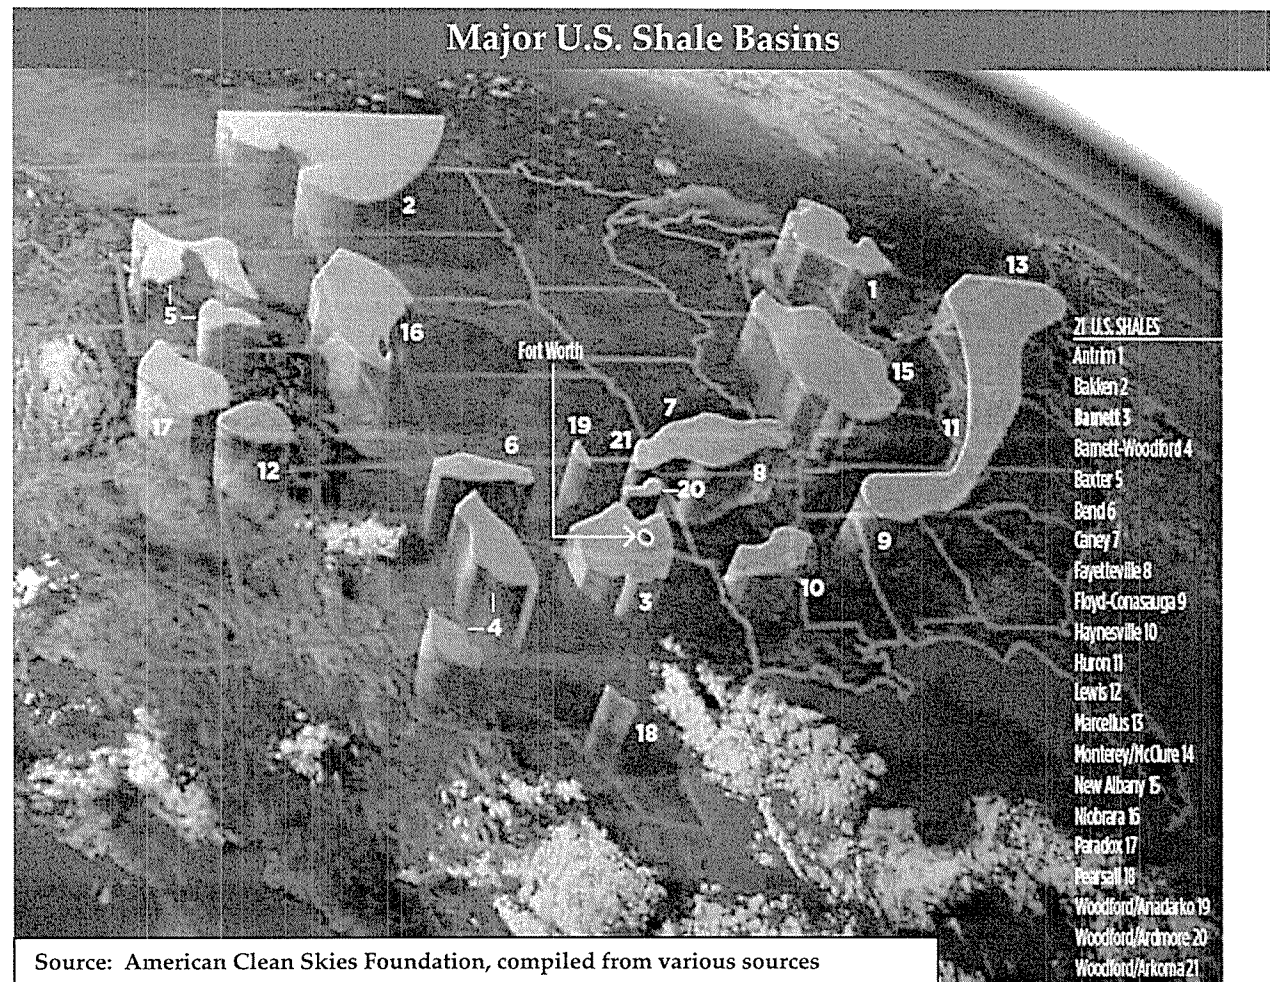 Major U.S. Shale Basins
2
13
1
5
16
Fort Worth
21 U.S. SHALES
Antrim 1
15
Bakken 2
7
Barnett 3
17
19
21
11
Barnett-Woodford 4
12
6
8
Baxter 5
20
Bend 6
Caney 7
9
Fayetteville 8
10
3
Floyd-Conasauga 9
4
Haynesville 10
Huron 11
Lewis 12
18
Marcellus 13
Monterey/McClure 14
New Albany 15
Niobrara 16
Paradox 17
Pearsall 18
Woodford/Anadarko 19
Woodford/Ardmore 20
Woodford/Arkoma 21
Source: American Clean Skies Foundation, compiled from various sources